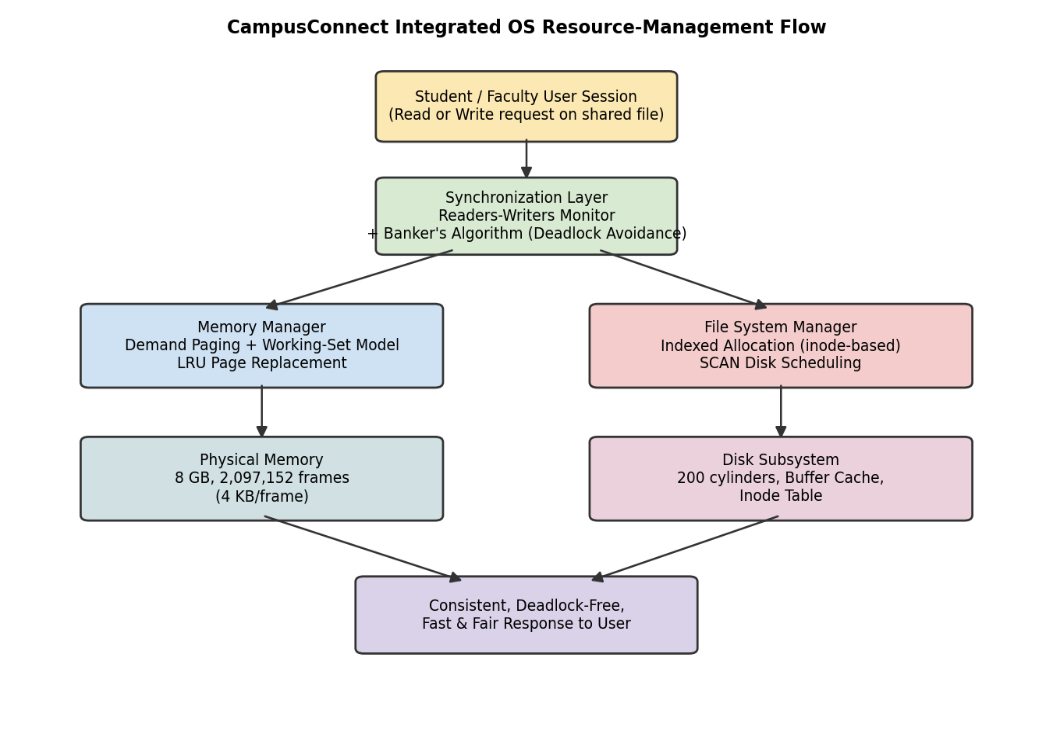 CampusConnect Integrated OS Resource-Management Flow
Student / Faculty User Session
(Read or Write request on shared file)
Synchronization Layer
Readers-Writers Monitor
+ Banker's Algorithm (Deadlock Avoidance)
Memory Manager
Demand Paging + Working-Set Model
LRU Page Replacement
File System Manager
Indexed Allocation (inode-based)
SCAN Disk Scheduling
Physical Memory
8 GB, 2,097,152 frames
(4 KB/frame)
Disk Subsystem
200 cylinders, Buffer Cache,
Inode Table
Consistent, Deadlock-Free,
Fast & Fair Response to User